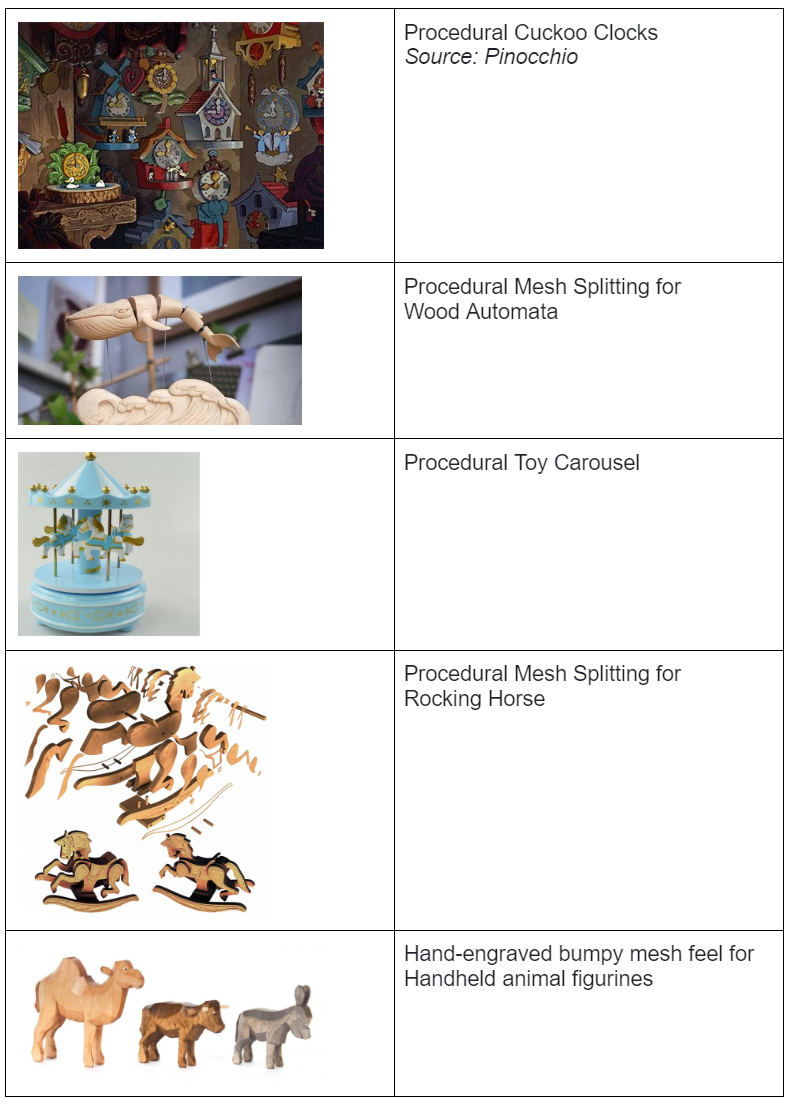 Procedural Cuckoo Clocks
Source: Pinocchio
Procedural Mesh Splitting for
Wood Automata
Procedural Toy Carousel
Procedural Mesh Splitting for
Rocking Horse
Hand-engraved bumpy mesh feel for
Handheld animal figurines